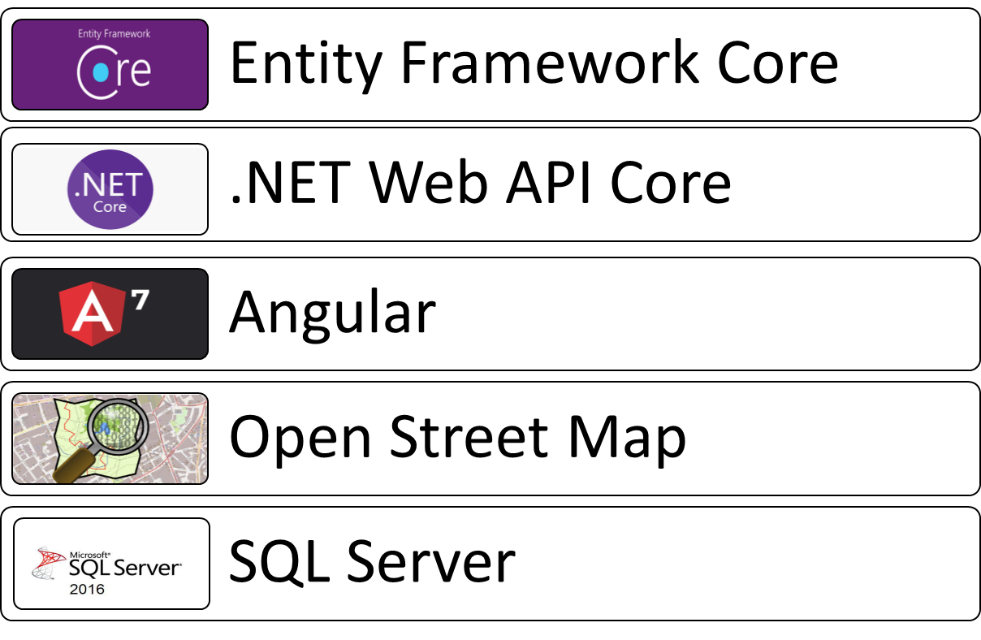 Entity Framework
Core
Entity Framework Core
.NET
Core
.NET Web API Core
A 7
Angular
Open Street Map
Microsoft
SQL Server
2016
SQL Server